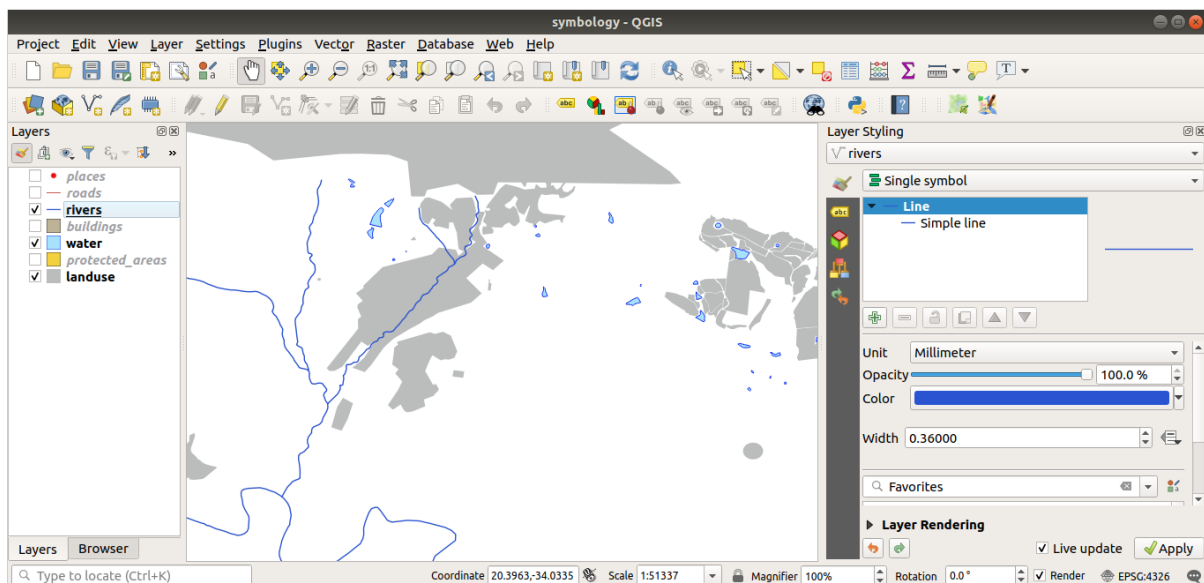 symbology - QGIS
Project Edit View Layer Settings Plugins Vector Raster Database Web Help
Layers
places
roads
rivers
buildings
water
protected_areas
landuse
Layers Browser
Layer Styling
rivers
Single symbol
Line
Simple line
Unit Millimeter
Opacity 100.0 %
Color
Width 0.36000
Favorites
Layer Rendering
Live update Apply
Type to locate (Ctrl+K) Coordinate 20.3963,-34.0335 Scale 1:51337 Magnifier 100% Rotation 0.0° Render EPSG:4326